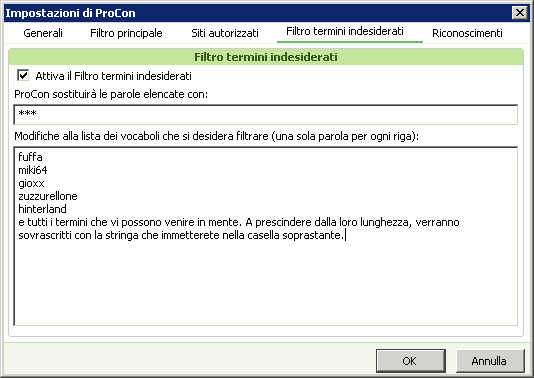 Impostazioni di ProCon
Generali Filtro principale Siti autorizzati Filtro termini indesiderati Riconoscimenti
Filtro termini indesiderati
Attiva il Filtro termini indesiderati
ProCon sostituirà le parole elencate con:
***
Modifiche alla lista dei vocaboli che si desidera filtrare (una sola parola per ogni riga):
fuffa
miki64
gioxx
zuzzurellone
hinterland
e tutti i termini che vi possono venire in mente. A prescindere dalla loro lunghezza, verranno
sovrascritti con la stringa che immetterete nella casella soprastante.
OK Annulla